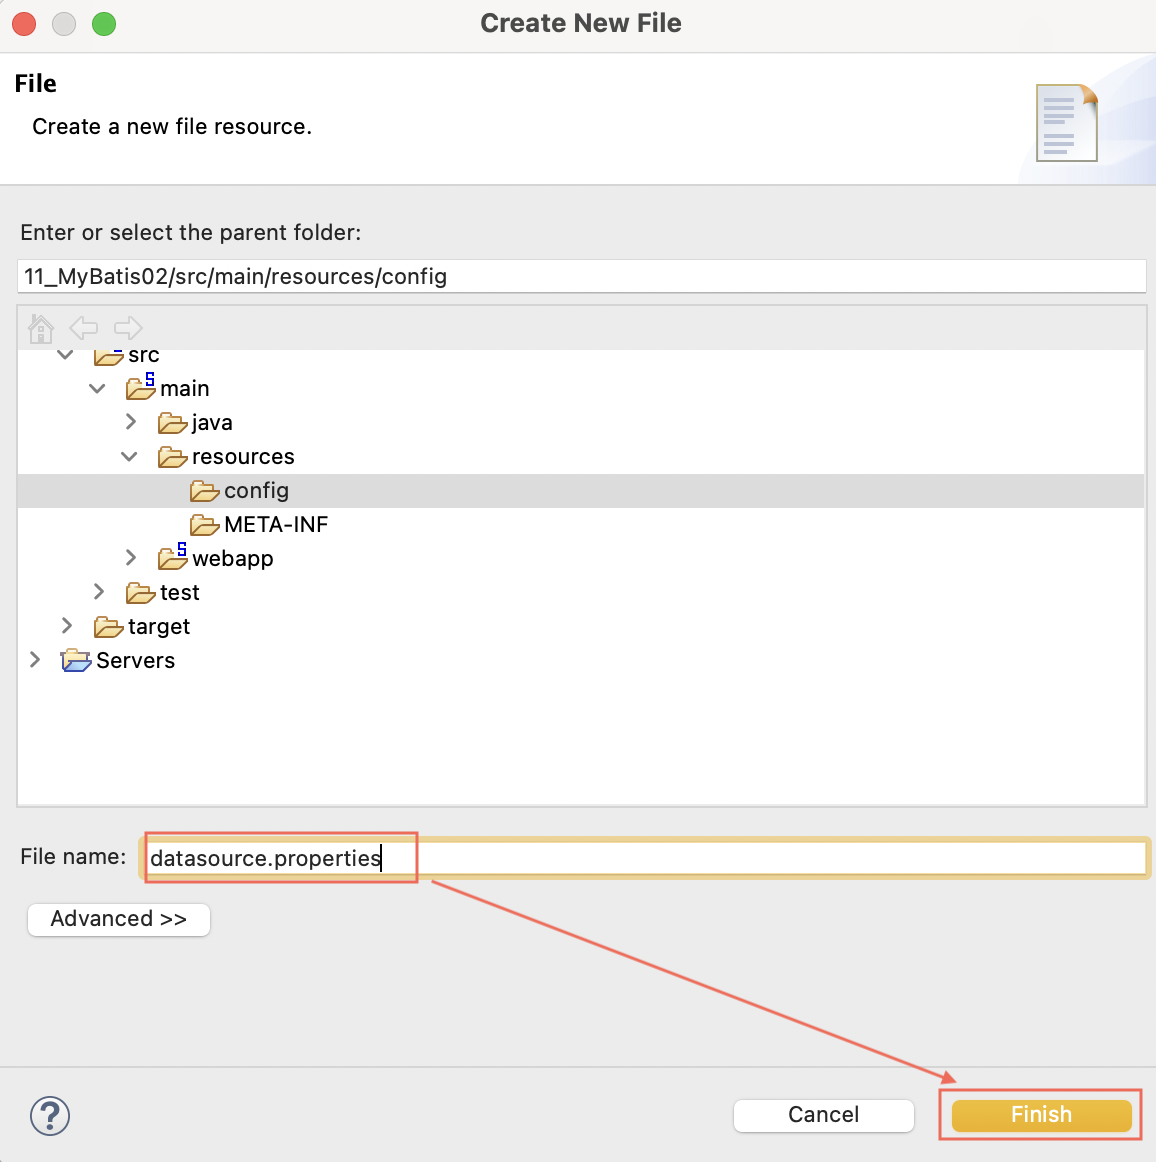 Create New File
File
Create a new file resource.
Enter or select the parent folder:
11_MyBatis02/src/main/resources/config
src
main
java
resources
config
META-INF
webapp
test
target
Servers
File name: datasource.properties
Advanced >>
Cancel
Finish